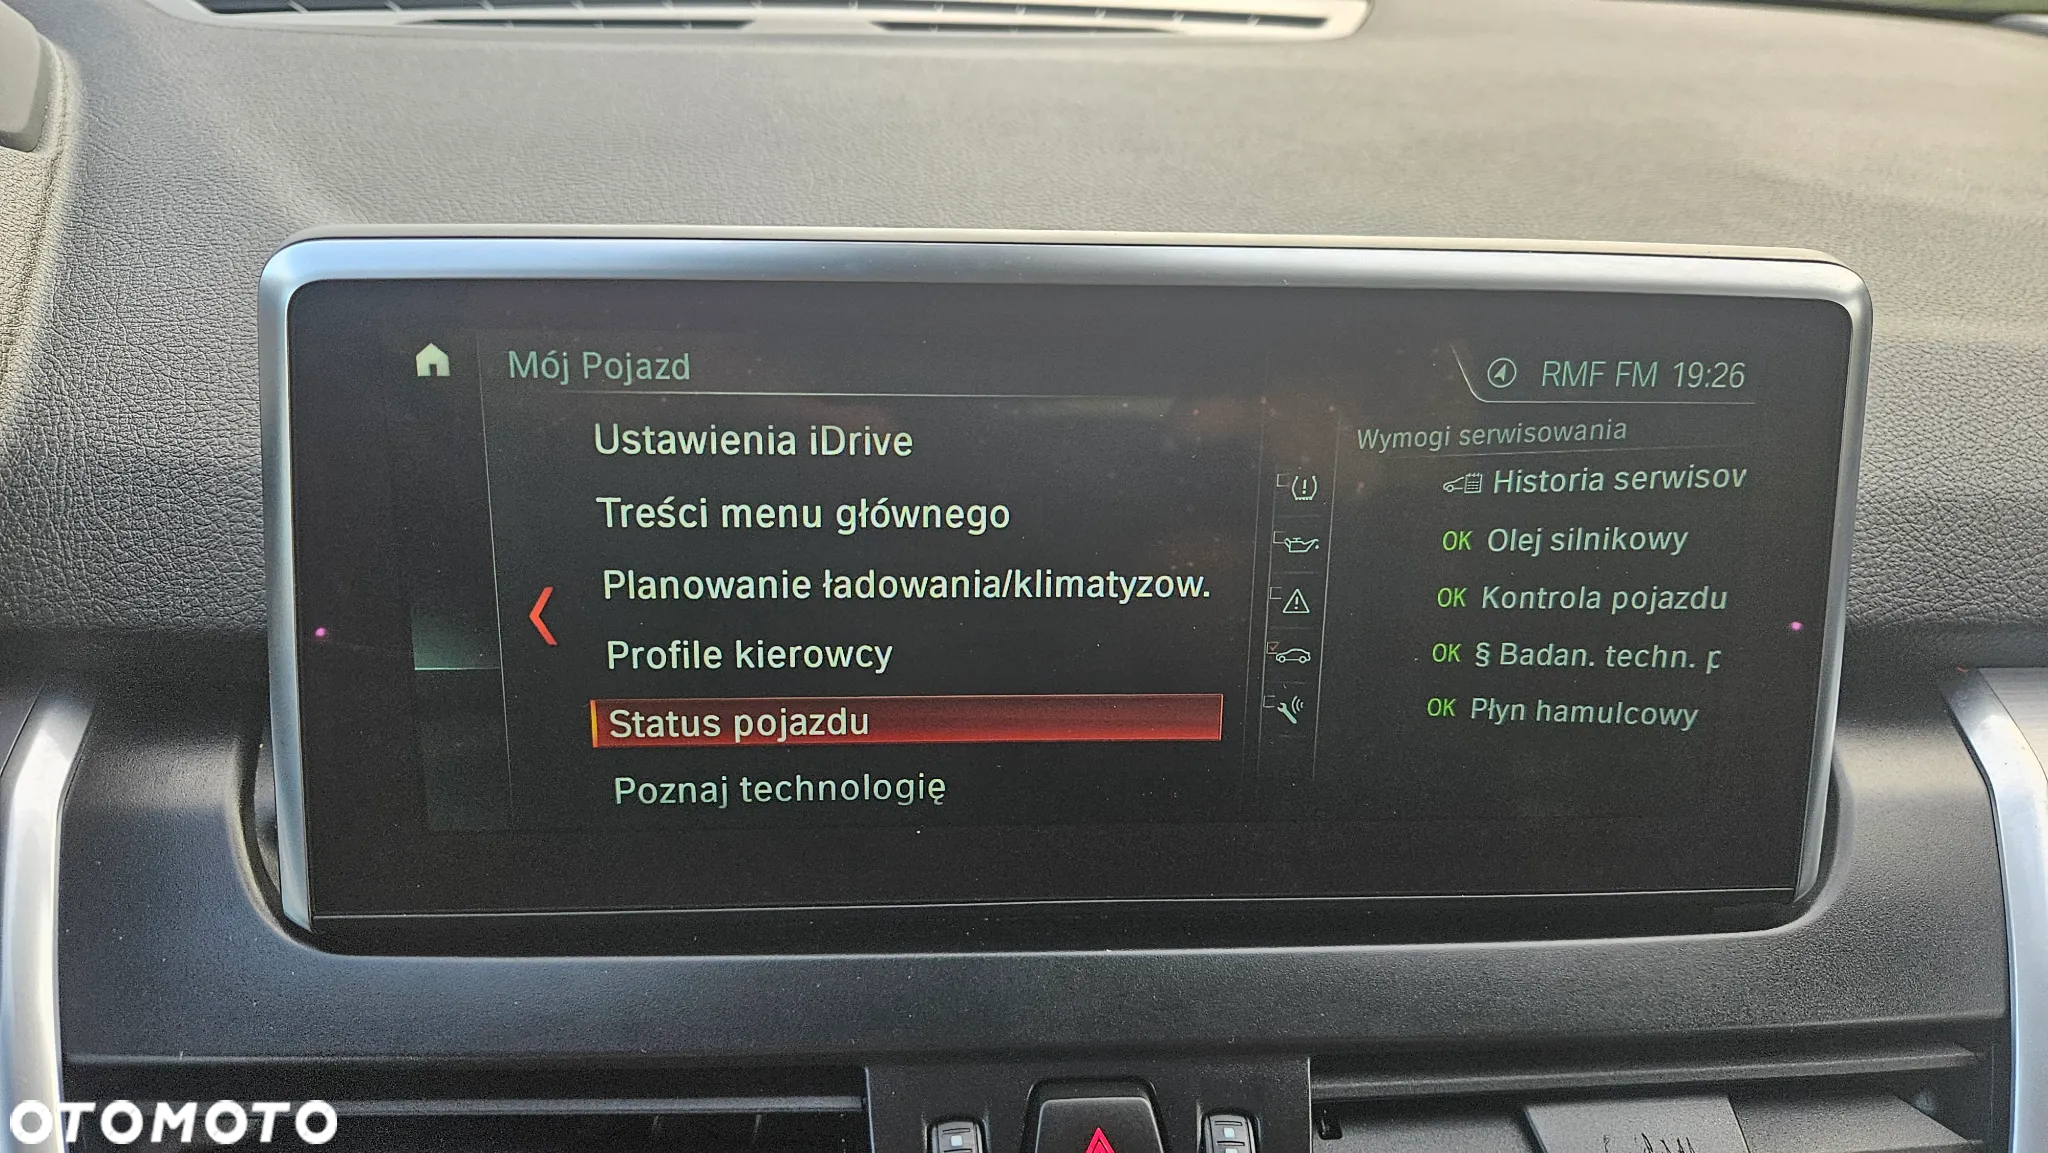 Mój Pojazd
RMF FM 19:26
Ustawienia iDrive
Treści menu głównego
Planowanie ładowania/klimatyzow.
Profile kierowcy
Status pojazdu
Poznaj technologię
Wymogi serwisowania
Historia serwisov
OK Olej silnikowy
OK Kontrola pojazdu
OK § Badan. techn. p
OK Płyn hamulcowy
OTOMOTO